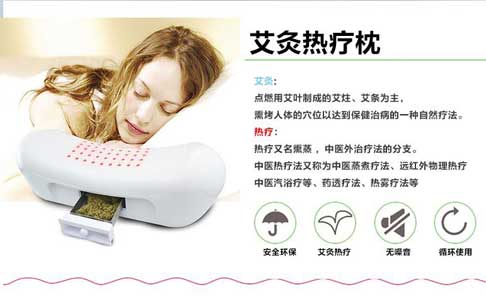 艾灸热疗枕
艾灸：
点燃用艾叶制成的艾炷、艾条为主，
熏烤人体的穴位以达到保健治病的一种自然疗法。
热疗：
热疗又名熏蒸，中医外治疗法的分支。
中医热疗法又称为中医蒸煮疗法、远红外物理热疗
中医汽浴疗等、药透疗法、热雾疗法等
安全环保 艾灸热疗 无噪音 循环使用